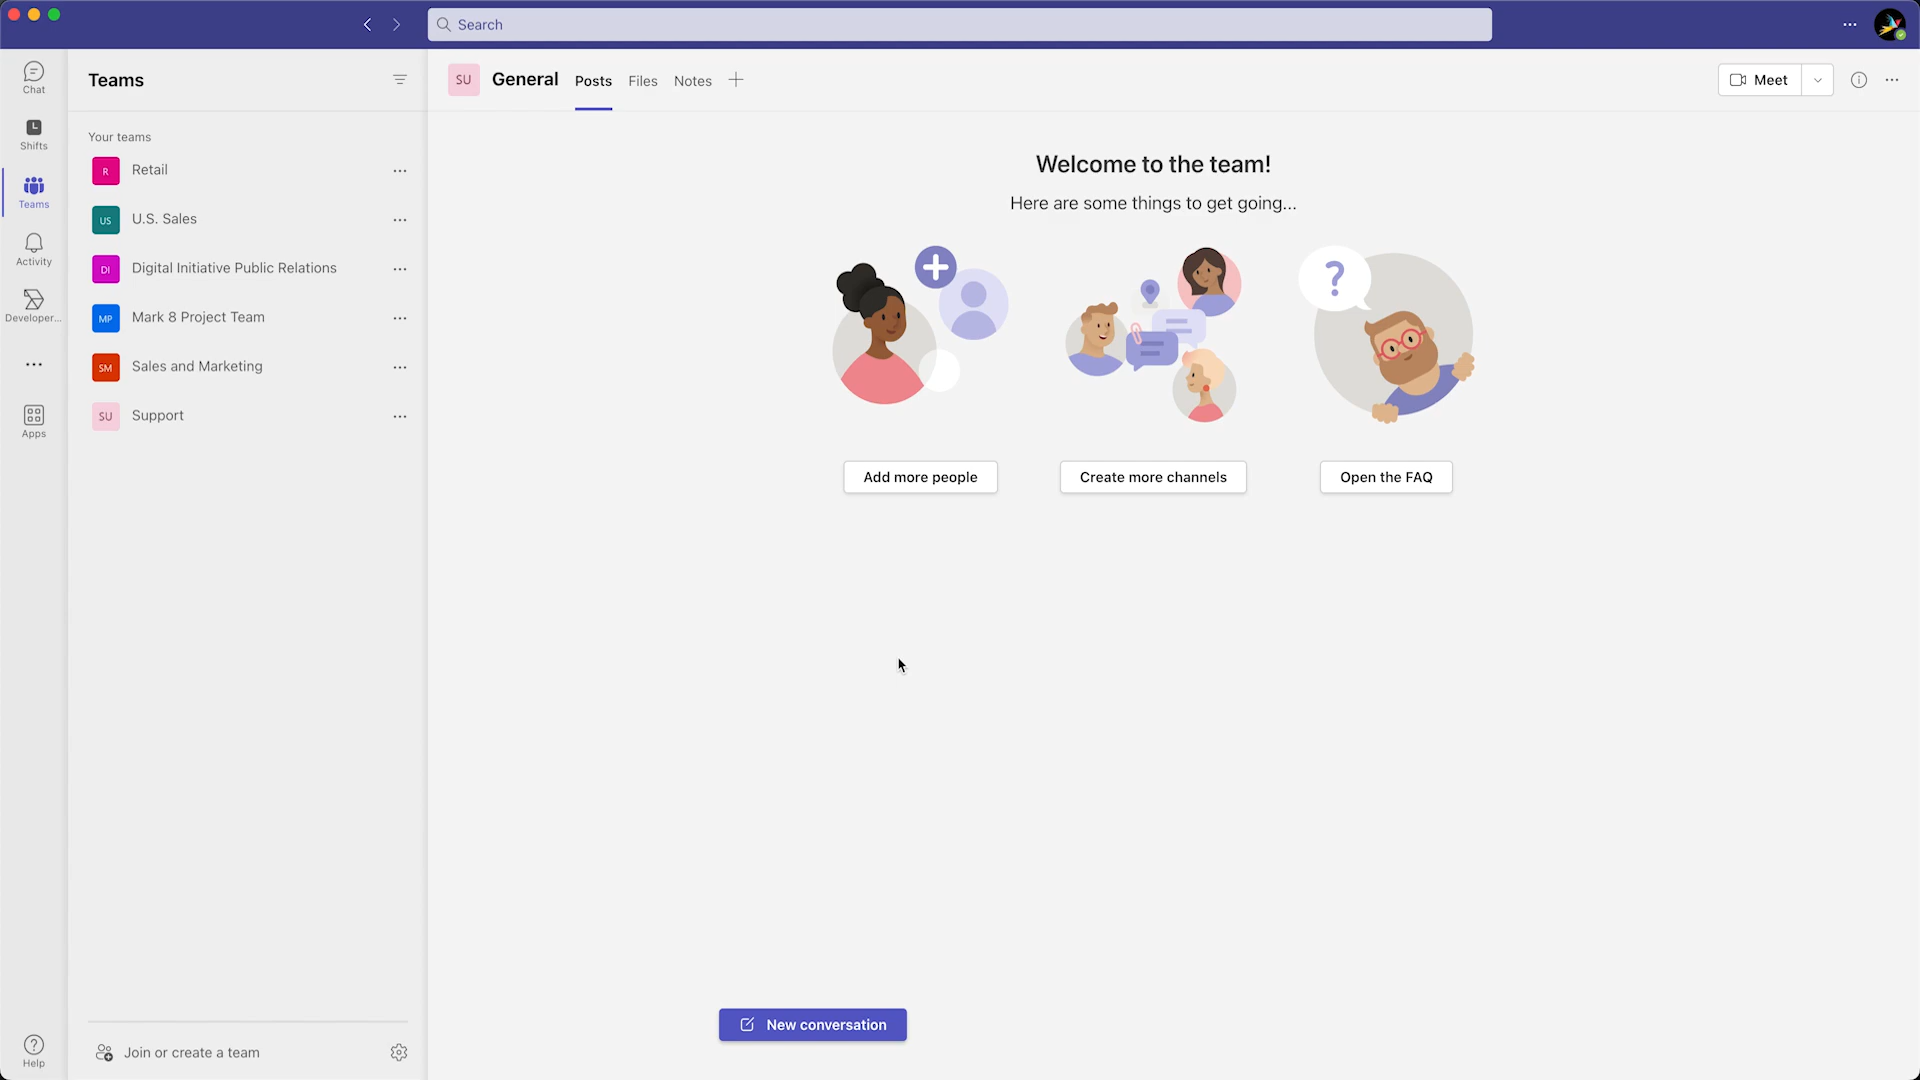 Search
Chat
Shifts
Teams
Activity
Developer...
Apps
Help
Teams
Your teams
R Retail
US U.S. Sales
DI Digital Initiative Public Relations
MP Mark 8 Project Team
SM Sales and Marketing
SU Support
Join or create a team
SU General Posts Files Notes
Meet
Welcome to the team!
Here are some things to get going...
?
Add more people
Create more channels
Open the FAQ
New conversation